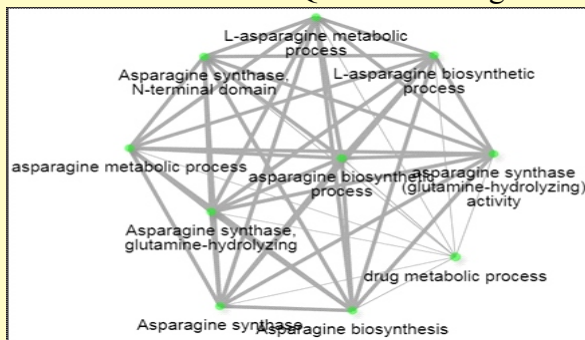 L-asparagine metabolic
process
Asparagine synthase,
N-terminal domain
L-asparagine biosynthetic
process
asparagine metabolic process
asparagine biosynthetic
process
asparagine synthase
(glutamine-hydrolyzing)
activity
Asparagine synthase,
glutamine-hydrolyzing
drug metabolic process
Asparagine synthase
Asparagine biosynthesis